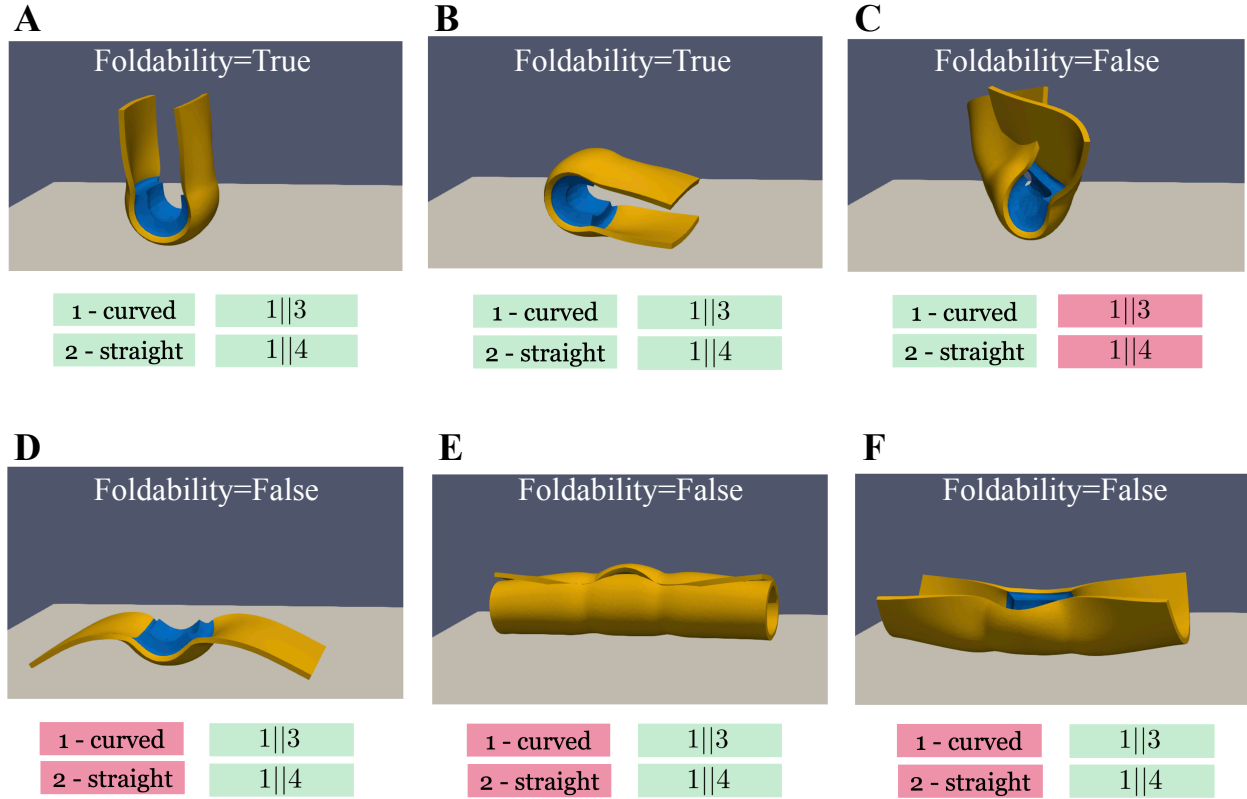 A
Foldability=True
1 - curved
1||3
2 - straight
1||4
B
Foldability=True
1 - curved
1||3
2 - straight
1||4
C
Foldability=False
1 - curved
1||3
2 - straight
1||4
D
Foldability=False
1 - curved
1||3
2 - straight
1||4
E
Foldability=False
1 - curved
1||3
2 - straight
1||4
F
Foldability=False
1 - curved
1||3
2 - straight
1||4